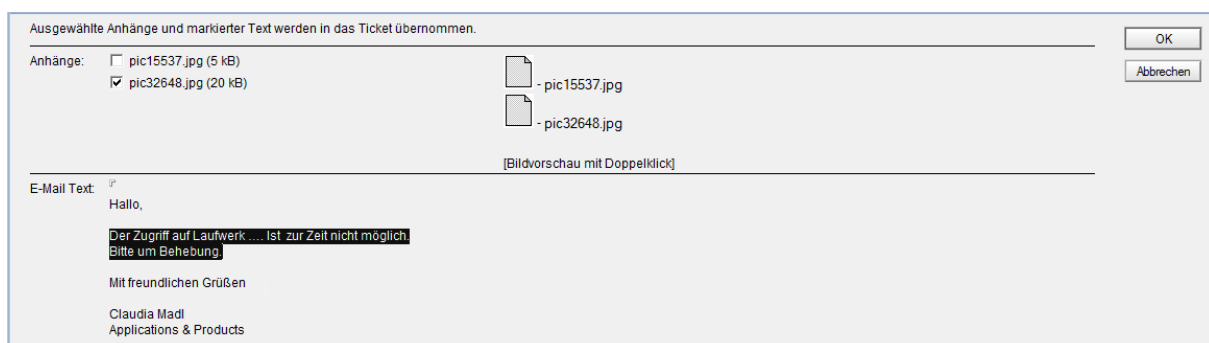 Ausgewählte Anhänge und markierter Text werden in das Ticket übernommen.
OK
Abbrechen
Anhänge:
pic15537.jpg (5 kB)
pic32648.jpg (20 kB)
- pic15537.jpg
- pic32648.jpg
[Bildvorschau mit Doppelklick]
E-Mail Text:
Hallo,
Der Zugriff auf Laufwerk .... Ist zur Zeit nicht möglich.
Bitte um Behebung.
Mit freundlichen Grüßen
Claudia Madl
Applications & Products